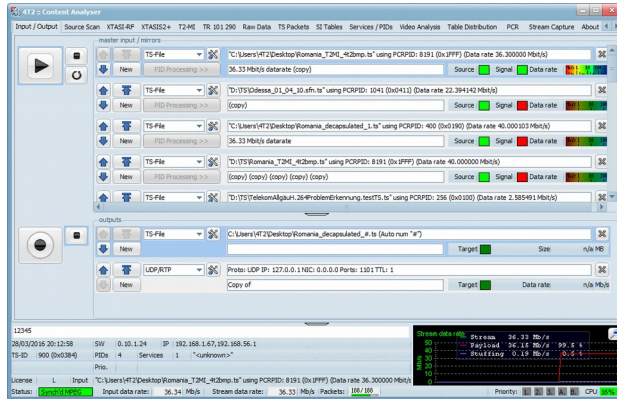 4T2 :: Content Analyser
Input / Output Source Scan XTASI-RF XTASIS2+ T2-MI TR 101 290 Raw Data TS Packets SI Tables Services / PIDs Video Analysis Table Distribution PCR Stream Capture About
master input / mirrors
TS-File "C:\Users\4T2\Desktop\Romania_T2MI_4t2bmp.ts" using PCRPID: 8191 (0x1FFF) (Data rate 36.300000 Mbit/s)
New PID Processing >> 36.33 Mbit/s datarate (copy) Source Signal Data rate
TS-File "D:\TS\Odessa_01_04_10.sfn.ts" using PCRPID: 1041 (0x0411) (Data rate 22.394142 Mbit/s)
New PID Processing >> (copy) Source Signal Data rate
TS-File "C:\Users\4T2\Desktop\Romania_decapsulated_1.ts" using PCRPID: 400 (0x0190) (Data rate 40.000103 Mbit/s)
New PID Processing >> 36.33 Mbit/s datarate Source Signal Data rate
TS-File "D:\TS\Romania_T2MI_4t2bmp.ts" using PCRPID: 8191 (0x1FFF) (Data rate 40.000000 Mbit/s)
New PID Processing >> (copy) (copy) (copy) (copy) Source Signal Data rate
TS-File "D:\TS\TelekomAllgäuH.264ProblemErkennung.testTS.ts" using PCRPID: 256 (0x0100) (Data rate 2.585491 Mbit/s)
outputs
TS-File C:\Users\4T2\Desktop\Romania_decapsulated_#.ts (Auto num "#")
New Target Size n/a MB
UDP/RTP Proto: UDP IP: 127.0.0.1 NIC: 0.0.0.0 Ports: 1101 TTL: 1
New Copy of Target Data rate n/a Mb/s
12345
28/03/2016 20:12:58 SW 0.10.1.24 IP 192.168.1.67,192.168.56.1
TS-ID 900 (0x0384) PIDs 4 Services 1 "<unknown>"
Prio.
License L Input "C:\Users\4T2\Desktop\Romania_T2MI_4t2bmp.ts" using PCRPID: 8191 (0x1FFF) (Data rate 36.300000 Mbit/s
Stream data rate
Stream 36.33 Mb/s
Payload 36.15 Mb/s 99.5 %
Stuffing 0.19 Mb/s 0.5 %
Mb/s
50
40
30
20
10
0
Status: Synch'd MPEG Input data rate: 36.34 Mb/s Stream data rate: 36.33 Mb/s Packets: 188/188 Priority: 1. 2. 3. A. B. CPU 16%